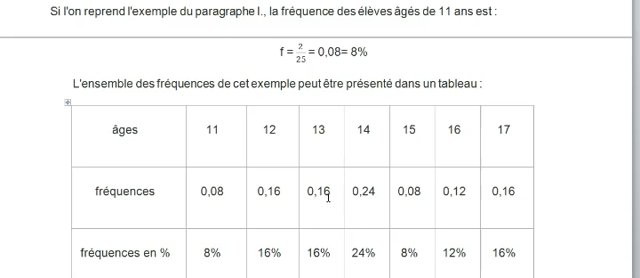 Si l'on reprend l'exemple du paragraphe I., la fréquence des élèves âgés de 11 ans est :
f = 2/25 = 0,08= 8%
L'ensemble des fréquences de cet exemple peut être présenté dans un tableau :
âges 11 12 13 14 15 16 17
fréquences 0,08 0,16 0,16 0,24 0,08 0,12 0,16
fréquences en % 8% 16% 16% 24% 8% 12% 16%